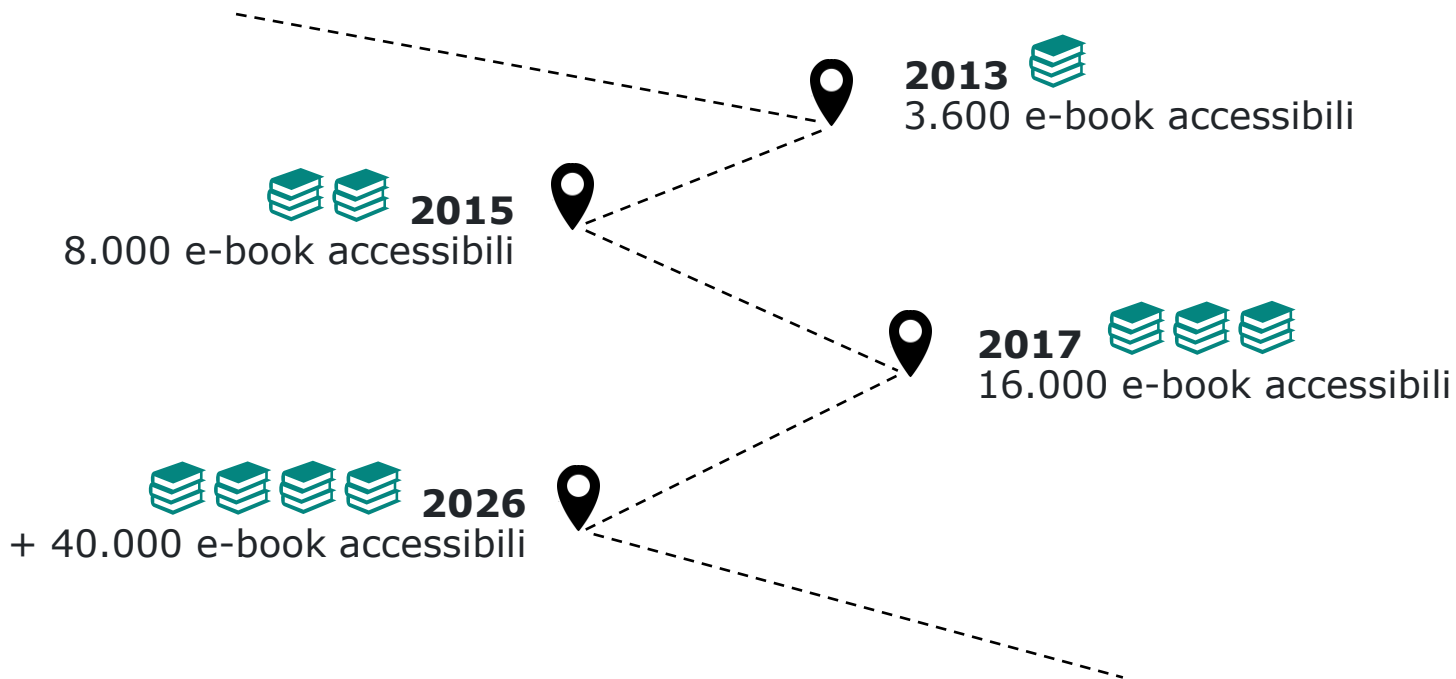 2013
3.600 e-book accessibili
2015
8.000 e-book accessibili
2017
16.000 e-book accessibili
2026
+ 40.000 e-book accessibili